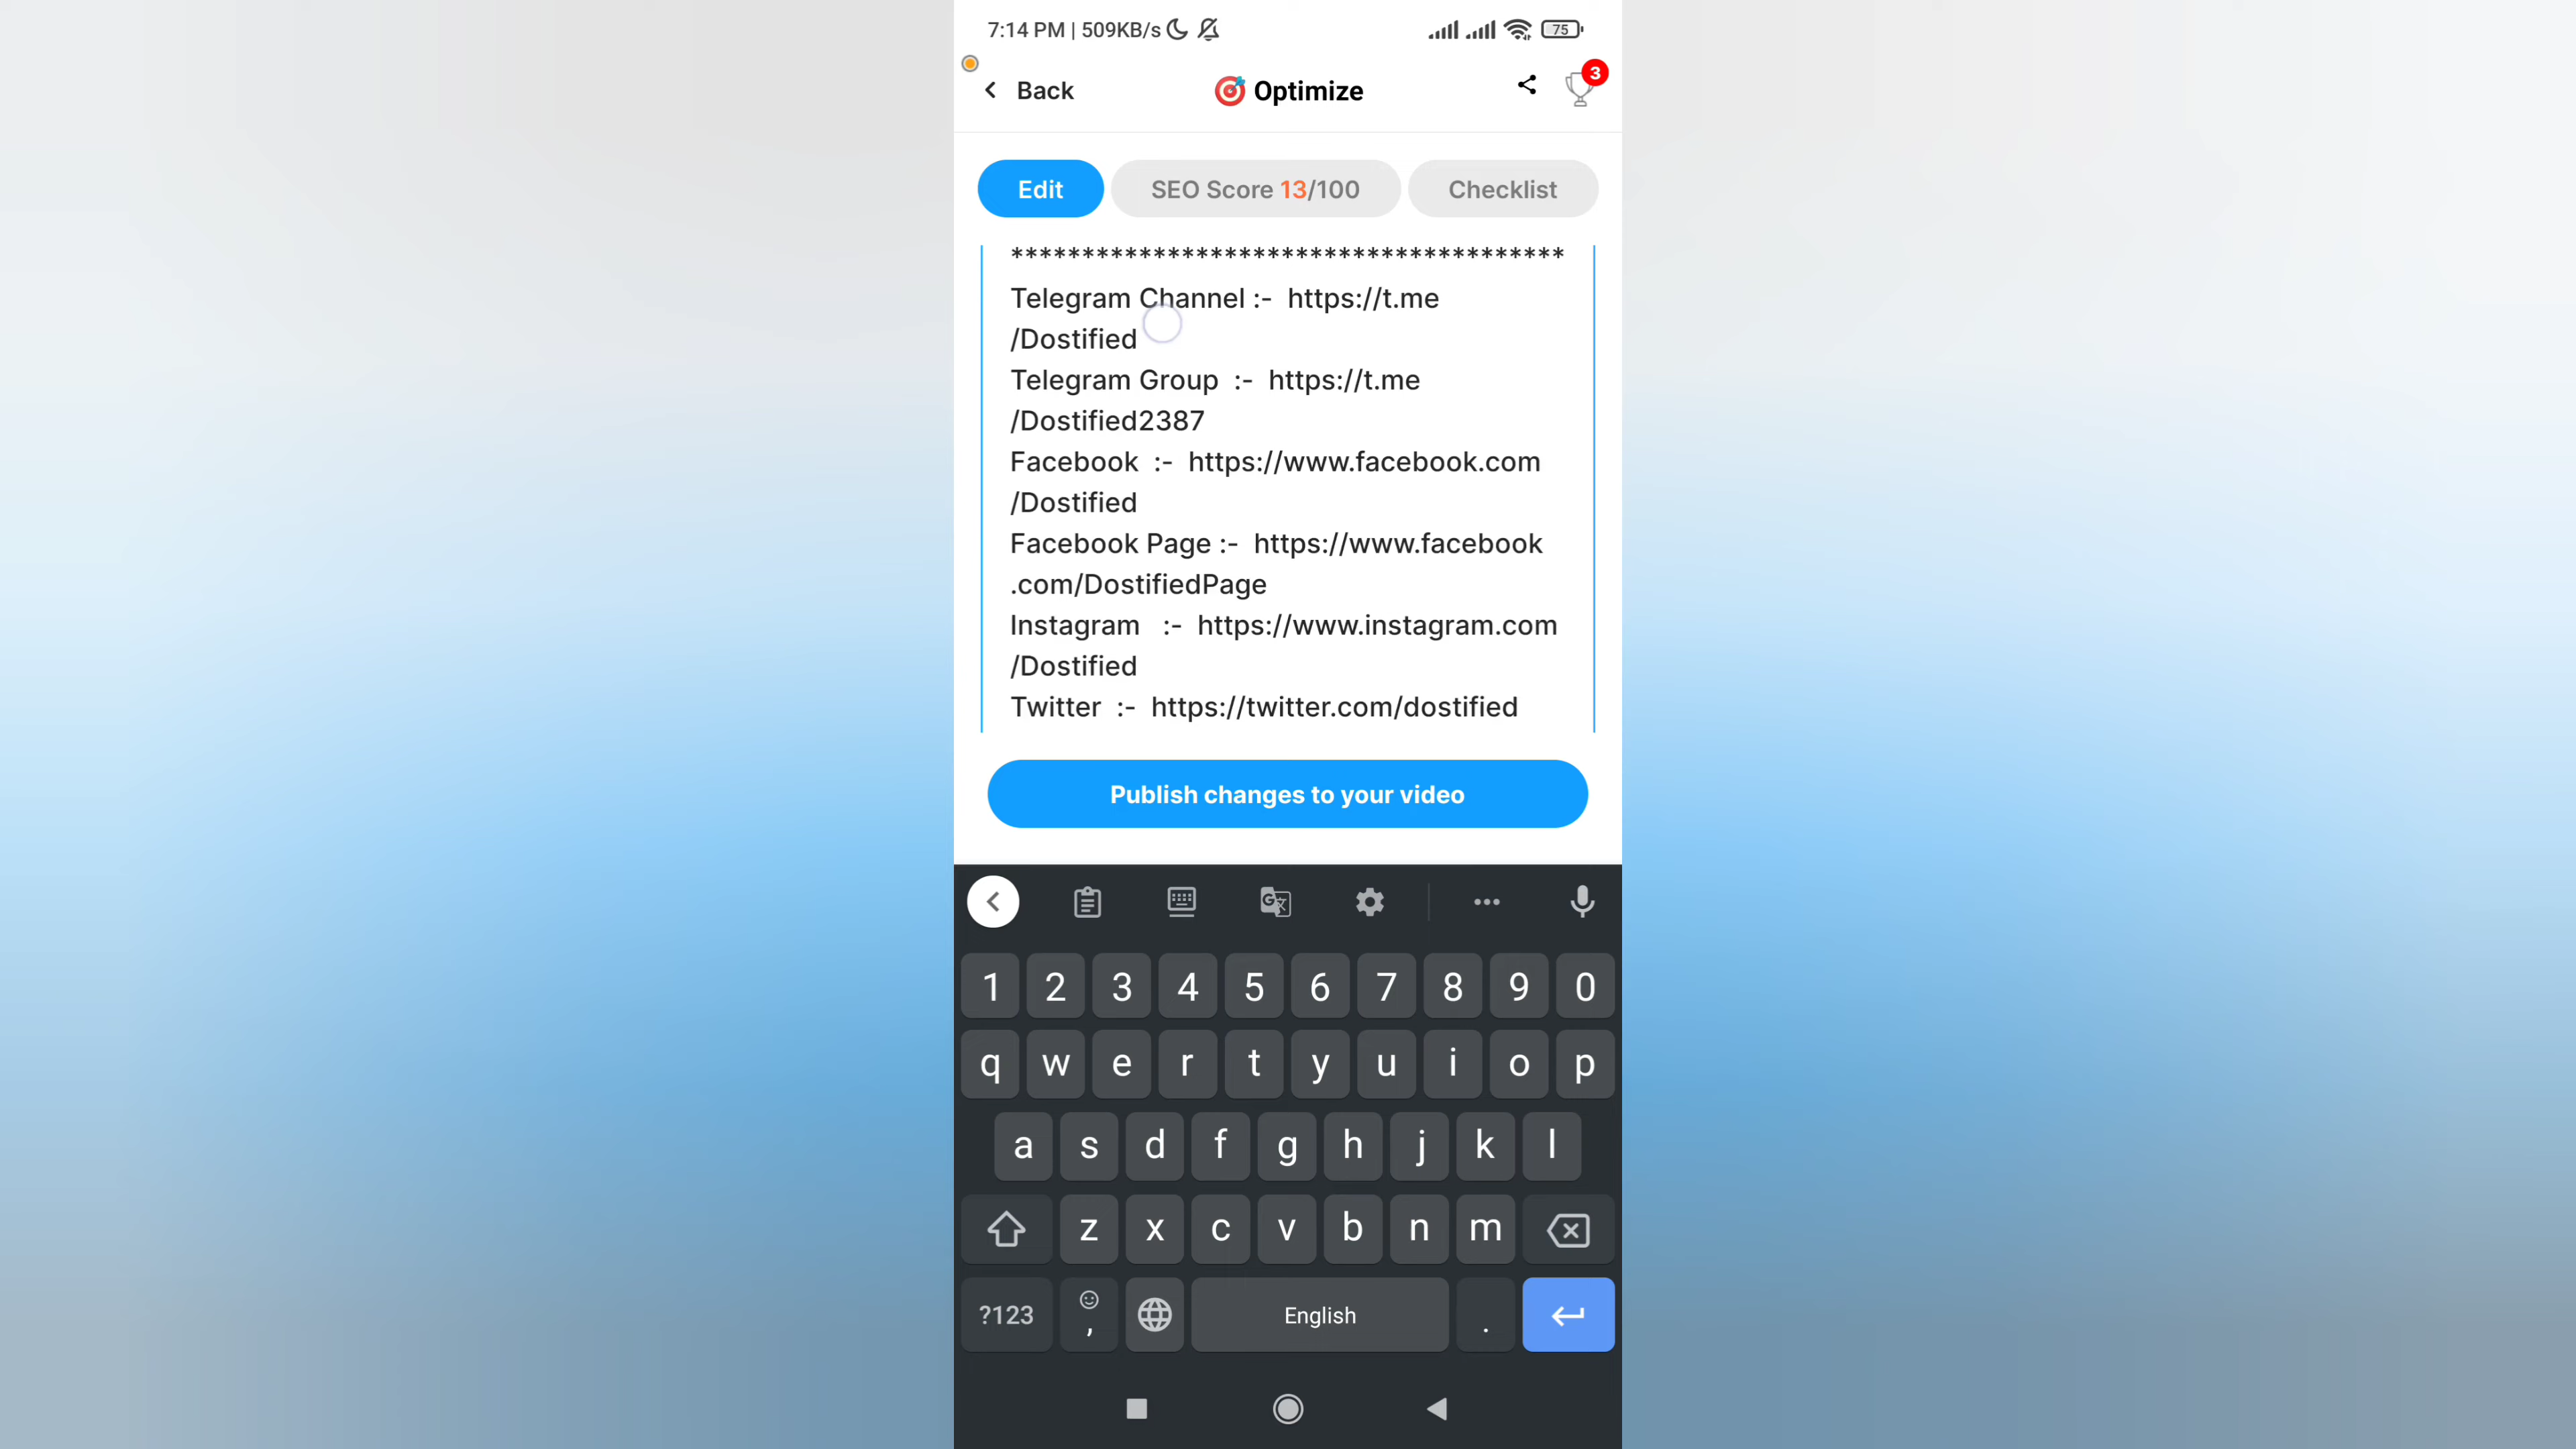 7:14 PM | 509KB/s
75
Back
Optimize
3
Edit
SEO Score 13/100
Checklist
***************************************
Telegram Channel :-  https://t.me
/Dostified
Telegram Group  :-  https://t.me
/Dostified2387
Facebook  :-  https://www.facebook.com
/Dostified
Facebook Page :-  https://www.facebook
.com/DostifiedPage
Instagram   :-  https://www.instagram.com
/Dostified
Twitter  :-  https://twitter.com/dostified
Publish changes to your video
1 2 3 4 5 6 7 8 9 0
q w e r t y u i o p
a s d f g h j k l
z x c v b n m
?123 , English .